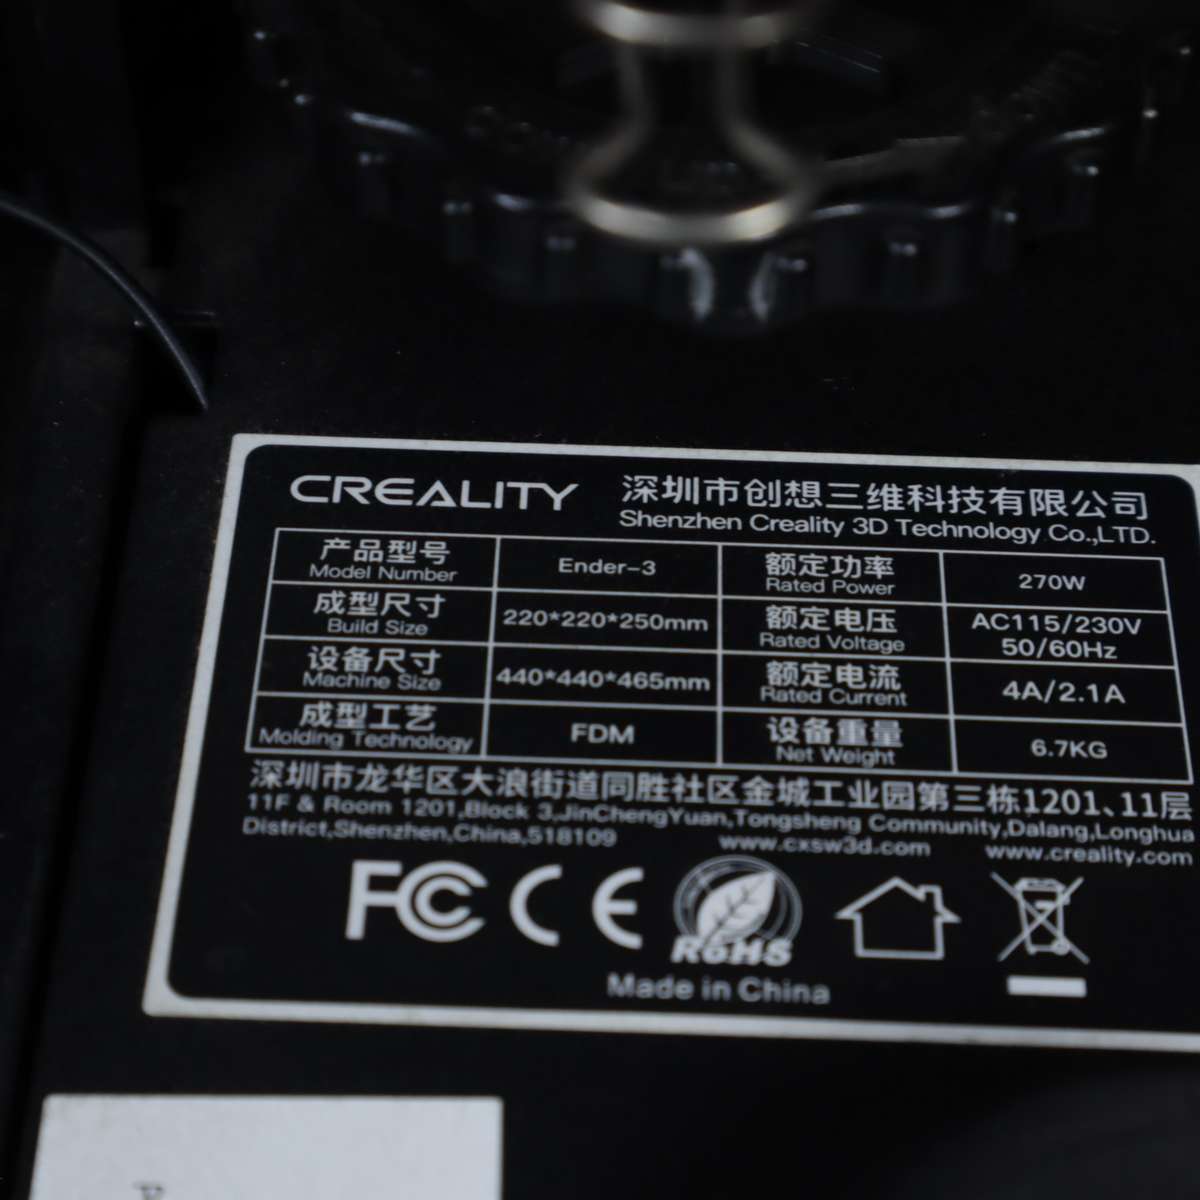 CREALITY 深圳市创想三维科技有限公司
Shenzhen Creality 3D Technology Co.,LTD.
产品型号 Ender-3 额定功率 270W
Model Number Rated Power
成型尺寸 220*220*250mm 额定电压 AC115/230V
Build Size Rated Voltage 50/60Hz
设备尺寸 440*440*465mm 额定电流 4A/2.1A
Machine Size Rated Current
成型工艺 FDM 设备重量 6.7KG
Molding Technology Net Weight
深圳市龙华区大浪街道同胜社区金城工业园第三栋1201、11层
11F & Room 1201,Block 3,JinChengYuan,Tongsheng Community,Dalang,Longhua
District,Shenzhen,China,518109 www.cxsw3d.com www.creality.com
FC CE RoHS
Made in China